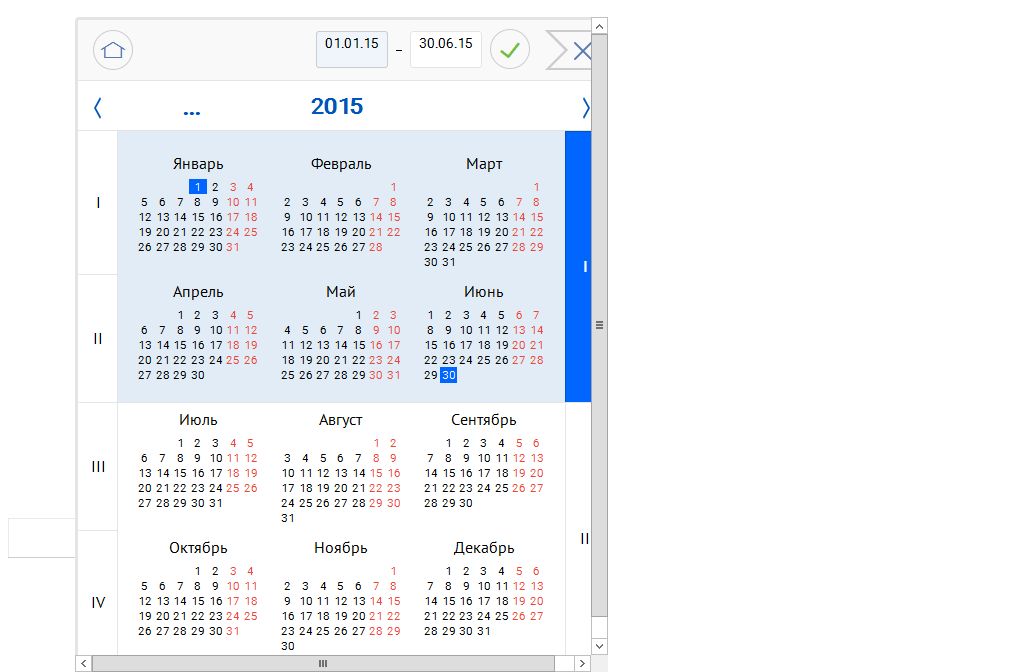 01.01.15 – 30.06.15
... 2015
I
Январь Февраль Март
1 2 3 4 1 1
5 6 7 8 9 10 11 2 3 4 5 6 7 8 2 3 4 5 6 7 8
12 13 14 15 16 17 18 9 10 11 12 13 14 15 9 10 11 12 13 14 15
19 20 21 22 23 24 25 16 17 18 19 20 21 22 16 17 18 19 20 21 22
26 27 28 29 30 31 23 24 25 26 27 28 23 24 25 26 27 28 29
30 31
I
II
Апрель Май Июнь
1 2 3 4 5 1 2 3 1 2 3 4 5 6 7
6 7 8 9 10 11 12 4 5 6 7 8 9 10 8 9 10 11 12 13 14
13 14 15 16 17 18 19 11 12 13 14 15 16 17 15 16 17 18 19 20 21
20 21 22 23 24 25 26 18 19 20 21 22 23 24 22 23 24 25 26 27 28
27 28 29 30 25 26 27 28 29 30 31 29 30
III
Июль Август Сентябрь
1 2 3 4 5 1 2 1 2 3 4 5 6
6 7 8 9 10 11 12 3 4 5 6 7 8 9 7 8 9 10 11 12 13
13 14 15 16 17 18 19 10 11 12 13 14 15 16 14 15 16 17 18 19 20
20 21 22 23 24 25 26 17 18 19 20 21 22 23 21 22 23 24 25 26 27
27 28 29 30 31 24 25 26 27 28 29 30 28 29 30
31
II
IV
Октябрь Ноябрь Декабрь
1 2 3 4 1 1 2 3 4 5 6
5 6 7 8 9 10 11 2 3 4 5 6 7 8 7 8 9 10 11 12 13
12 13 14 15 16 17 18 9 10 11 12 13 14 15 14 15 16 17 18 19 20
19 20 21 22 23 24 25 16 17 18 19 20 21 22 21 22 23 24 25 26 27
26 27 28 29 30 31 23 24 25 26 27 28 29 28 29 30 31
30